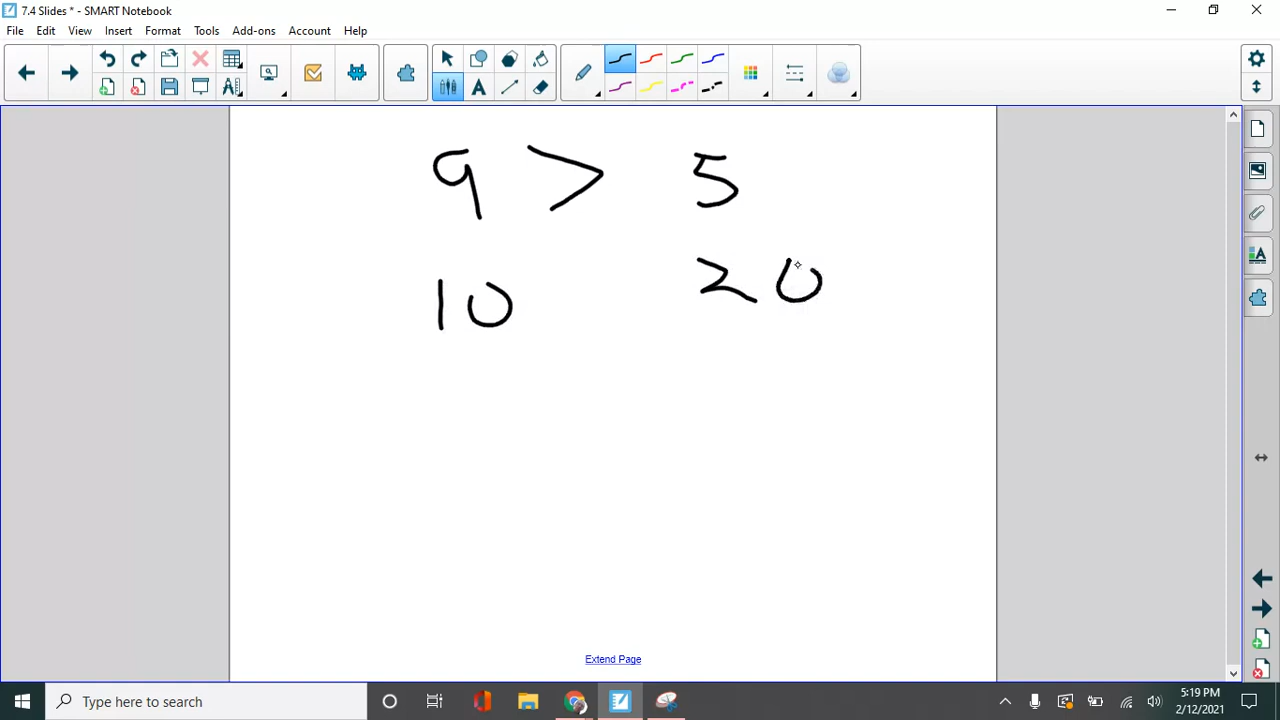 7.4 Slides * - SMART Notebook
File Edit View Insert Format Tools Add-ons Account Help
9 > 5
10 20
Extend Page
Type here to search
5:19 PM
2/12/2021